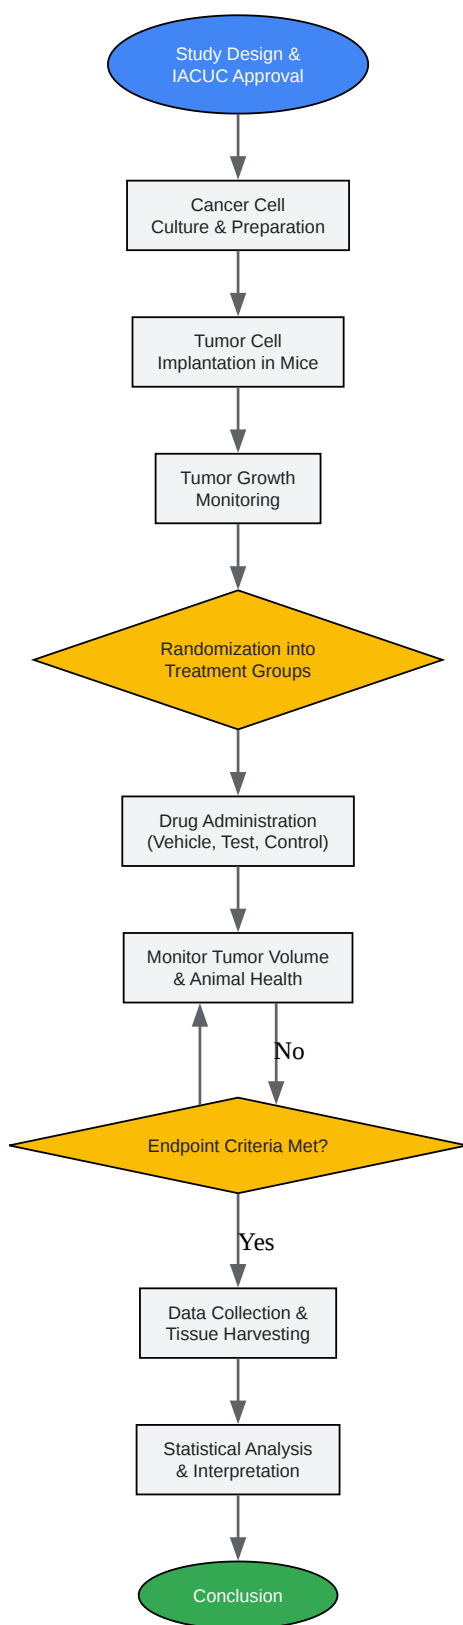 Study Design &
IACUC Approval
Cancer Cell
Culture & Preparation
Tumor Cell
Implantation in Mice
Tumor Growth
Monitoring
Randomization into
Treatment Groups
Drug Administration
(Vehicle, Test, Control)
Monitor Tumor Volume
& Animal Health
No
Endpoint Criteria Met?
Yes
Data Collection &
Tissue Harvesting
Statistical Analysis
& Interpretation
Conclusion